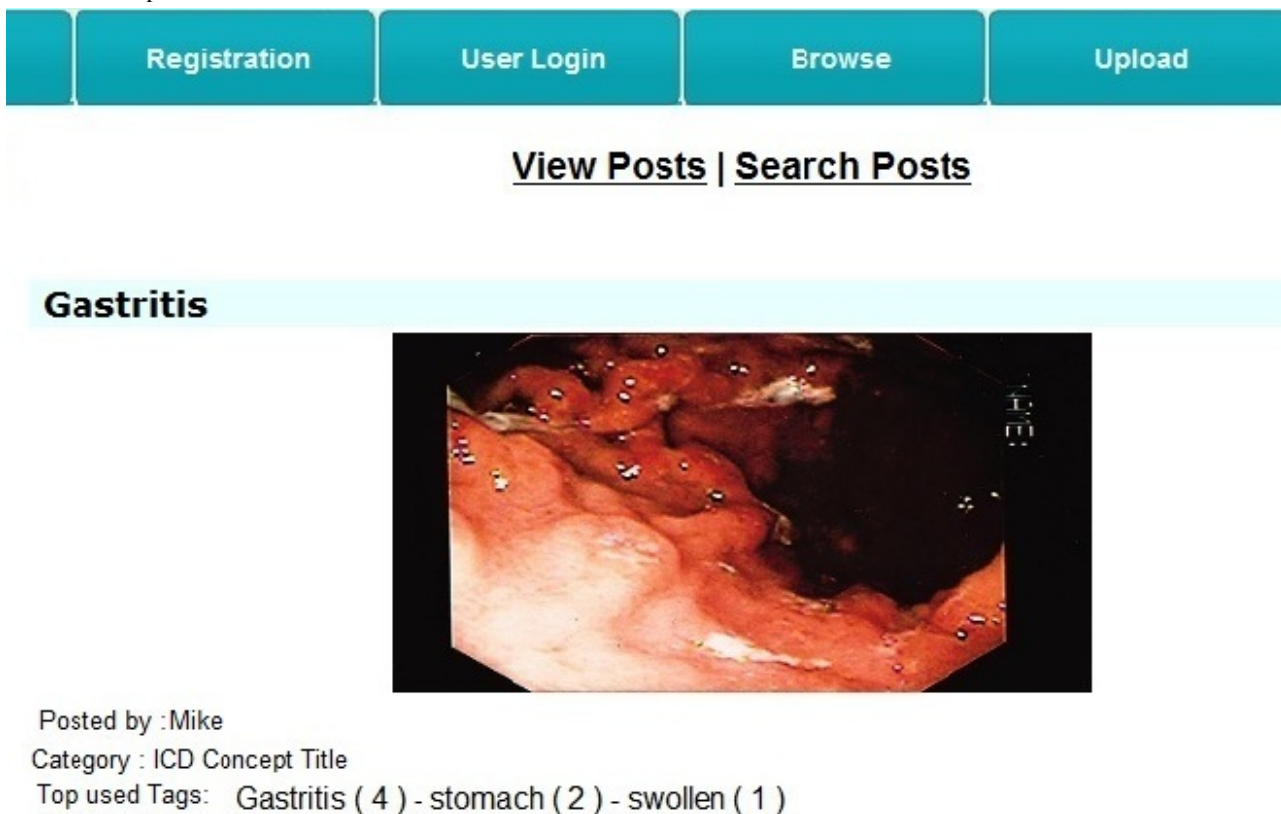 Registration User Login Browse Upload
View Posts | Search Posts
Gastritis
NAME:
Posted by :Mike
Category : ICD Concept Title
Top used Tags: Gastritis ( 4 ) - stomach ( 2 ) - swollen ( 1 )